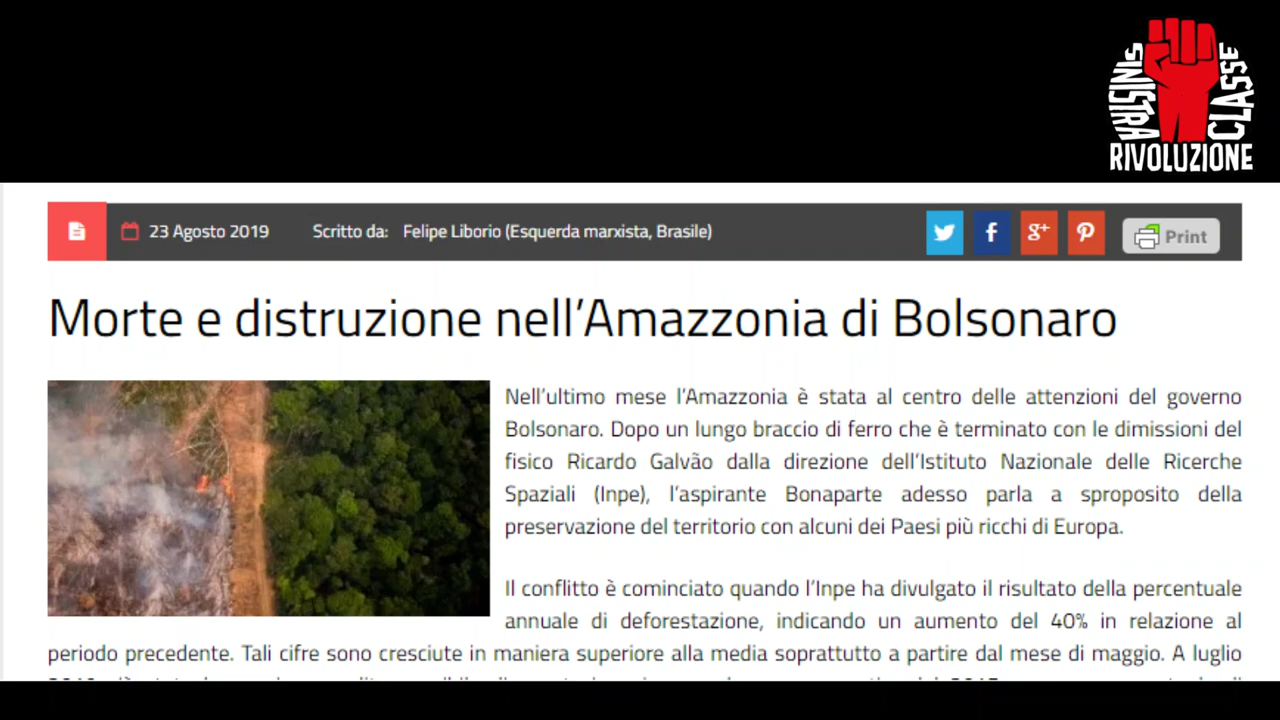 SINISTRA CLASSE
RIVOLUZIONE
23 Agosto 2019 Scritto da: Felipe Liborio (Esquerda marxista, Brasile)
Print
Morte e distruzione nell'Amazzonia di Bolsonaro
Nell'ultimo mese l'Amazzonia è stata al centro delle attenzioni del governo
Bolsonaro. Dopo un lungo braccio di ferro che è terminato con le dimissioni del
fisico Ricardo Galvão dalla direzione dell'Istituto Nazionale delle Ricerche
Spaziali (Inpe), l'aspirante Bonaparte adesso parla a sproposito della
preservazione del territorio con alcuni dei Paesi più ricchi di Europa.
Il conflitto è cominciato quando l'Inpe ha divulgato il risultato della percentuale
annuale di deforestazione, indicando un aumento del 40% in relazione al
periodo precedente. Tali cifre sono cresciute in maniera superiore alla media soprattutto a partire dal mese di maggio. A luglio